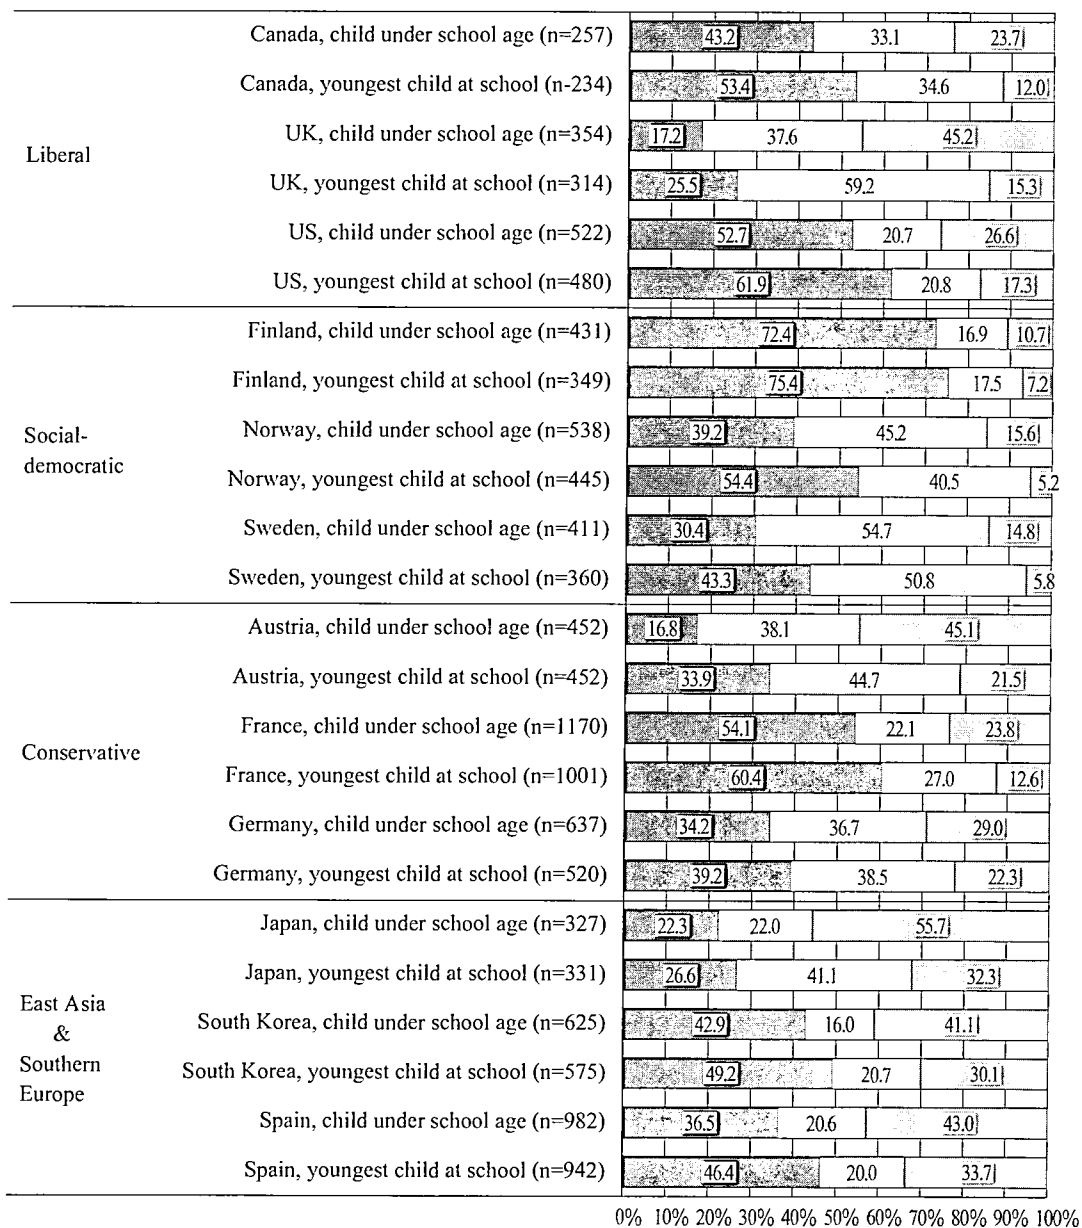 Liberal
Canada, child under school age (n=257) 43.2 33.1 23.7
Canada, youngest child at school (n-234) 53.4 34.6 12.0
UK, child under school age (n=354) 17.2 37.6 45.2
UK, youngest child at school (n=314) 25.5 59.2 15.3
US, child under school age (n=522) 52.7 20.7 26.6
US, youngest child at school (n=480) 61.9 20.8 17.3
Social-
democratic
Finland, child under school age (n=431) 72.4 16.9 10.7
Finland, youngest child at school (n=349) 75.4 17.5 7.2
Norway, child under school age (n=538) 39.2 45.2 15.6
Norway, youngest child at school (n=445) 54.4 40.5 5.2
Sweden, child under school age (n=411) 30.4 54.7 14.8
Sweden, youngest child at school (n=360) 43.3 50.8 5.8
Conservative
Austria, child under school age (n=452) 16.8 38.1 45.1
Austria, youngest child at school (n=452) 33.9 44.7 21.5
France, child under school age (n=1170) 54.1 22.1 23.8
France, youngest child at school (n=1001) 60.4 27.0 12.6
Germany, child under school age (n=637) 34.2 36.7 29.0
Germany, youngest child at school (n=520) 39.2 38.5 22.3
East Asia
&
Southern
Europe
Japan, child under school age (n=327) 22.3 22.0 55.7
Japan, youngest child at school (n=331) 26.6 41.1 32.3
South Korea, child under school age (n=625) 42.9 16.0 41.1
South Korea, youngest child at school (n=575) 49.2 20.7 30.1
Spain, child under school age (n=982) 36.5 20.6 43.0
Spain, youngest child at school (n=942) 46.4 20.0 33.7
0% 10% 20% 30% 40% 50% 60% 70% 80% 90% 100%